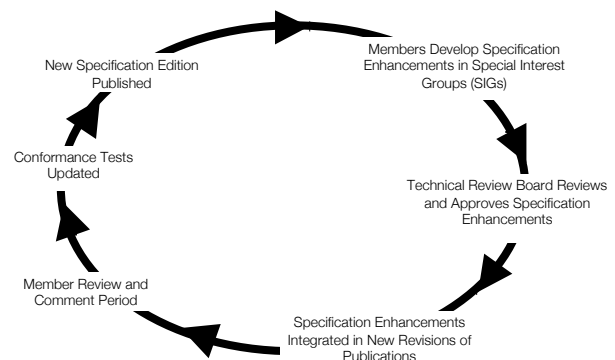 New Specification Edition
Published
Members Develop Specification
Enhancements in Special Interest
Groups (SIGs)
Technical Review Board Reviews
and Approves Specification
Enhancements
Specification Enhancements
Integrated in New Revisions of
Publications
Member Review and
Comment Period
Conformance Tests
Updated